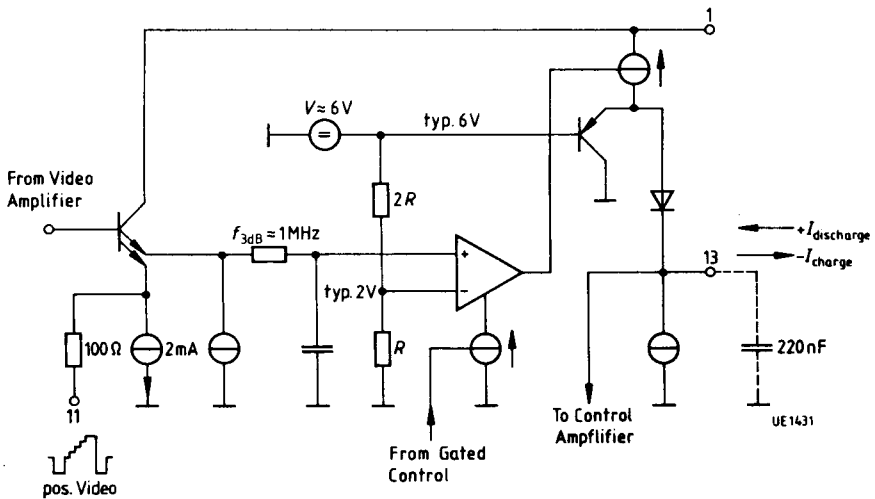 1
V≈6V
typ. 6V
From Video
Amplifier
2R
f3dB≈1MHz
+Idischarge
-Icharge
+
13
typ. 2V
-
100Ω
2mA
R
220nF
11
To Control
Ampflifier
UE1431
From Gated
Control
pos. Video